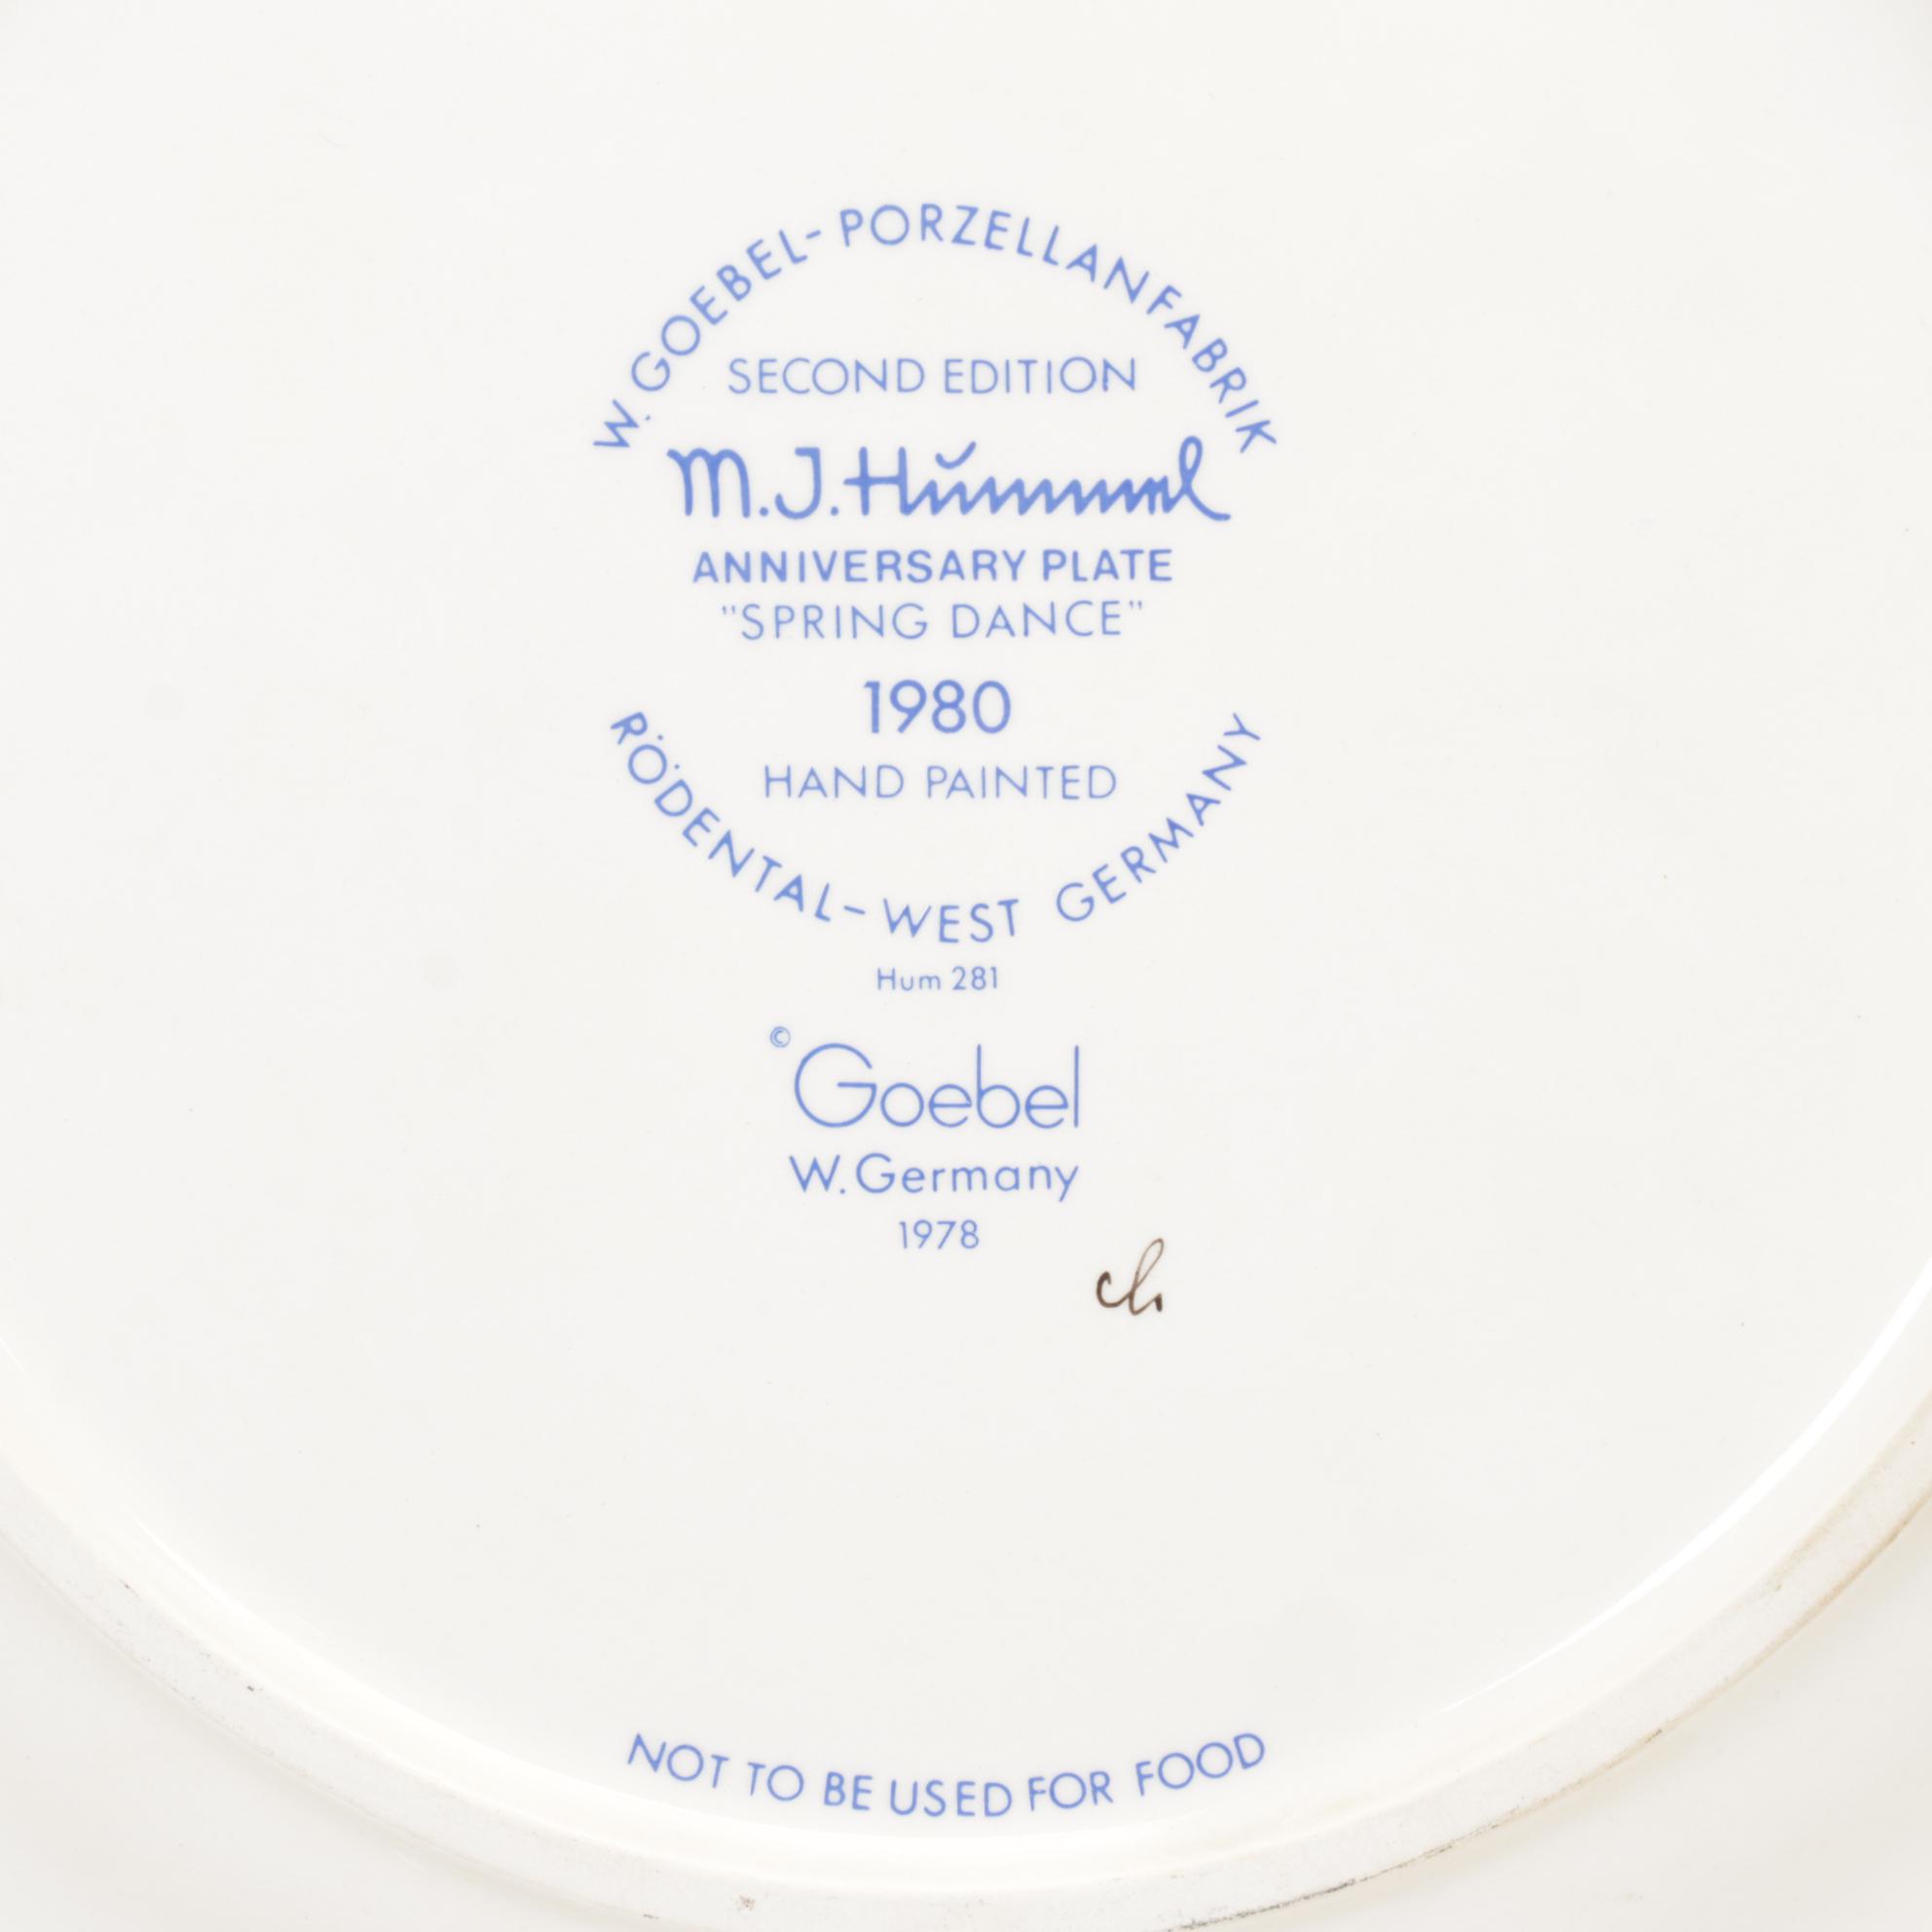 W. GOEBEL-PORZELLANFABRIK
SECOND EDITION
M.J.Hummel
ANNIVERSARY PLATE
"SPRING DANCE"
1980
HAND PAINTED
RÖDENTAL-WEST GERMANY
Hum 281
© Goebel
W. Germany
1978
ch
NOT TO BE USED FOR FOOD